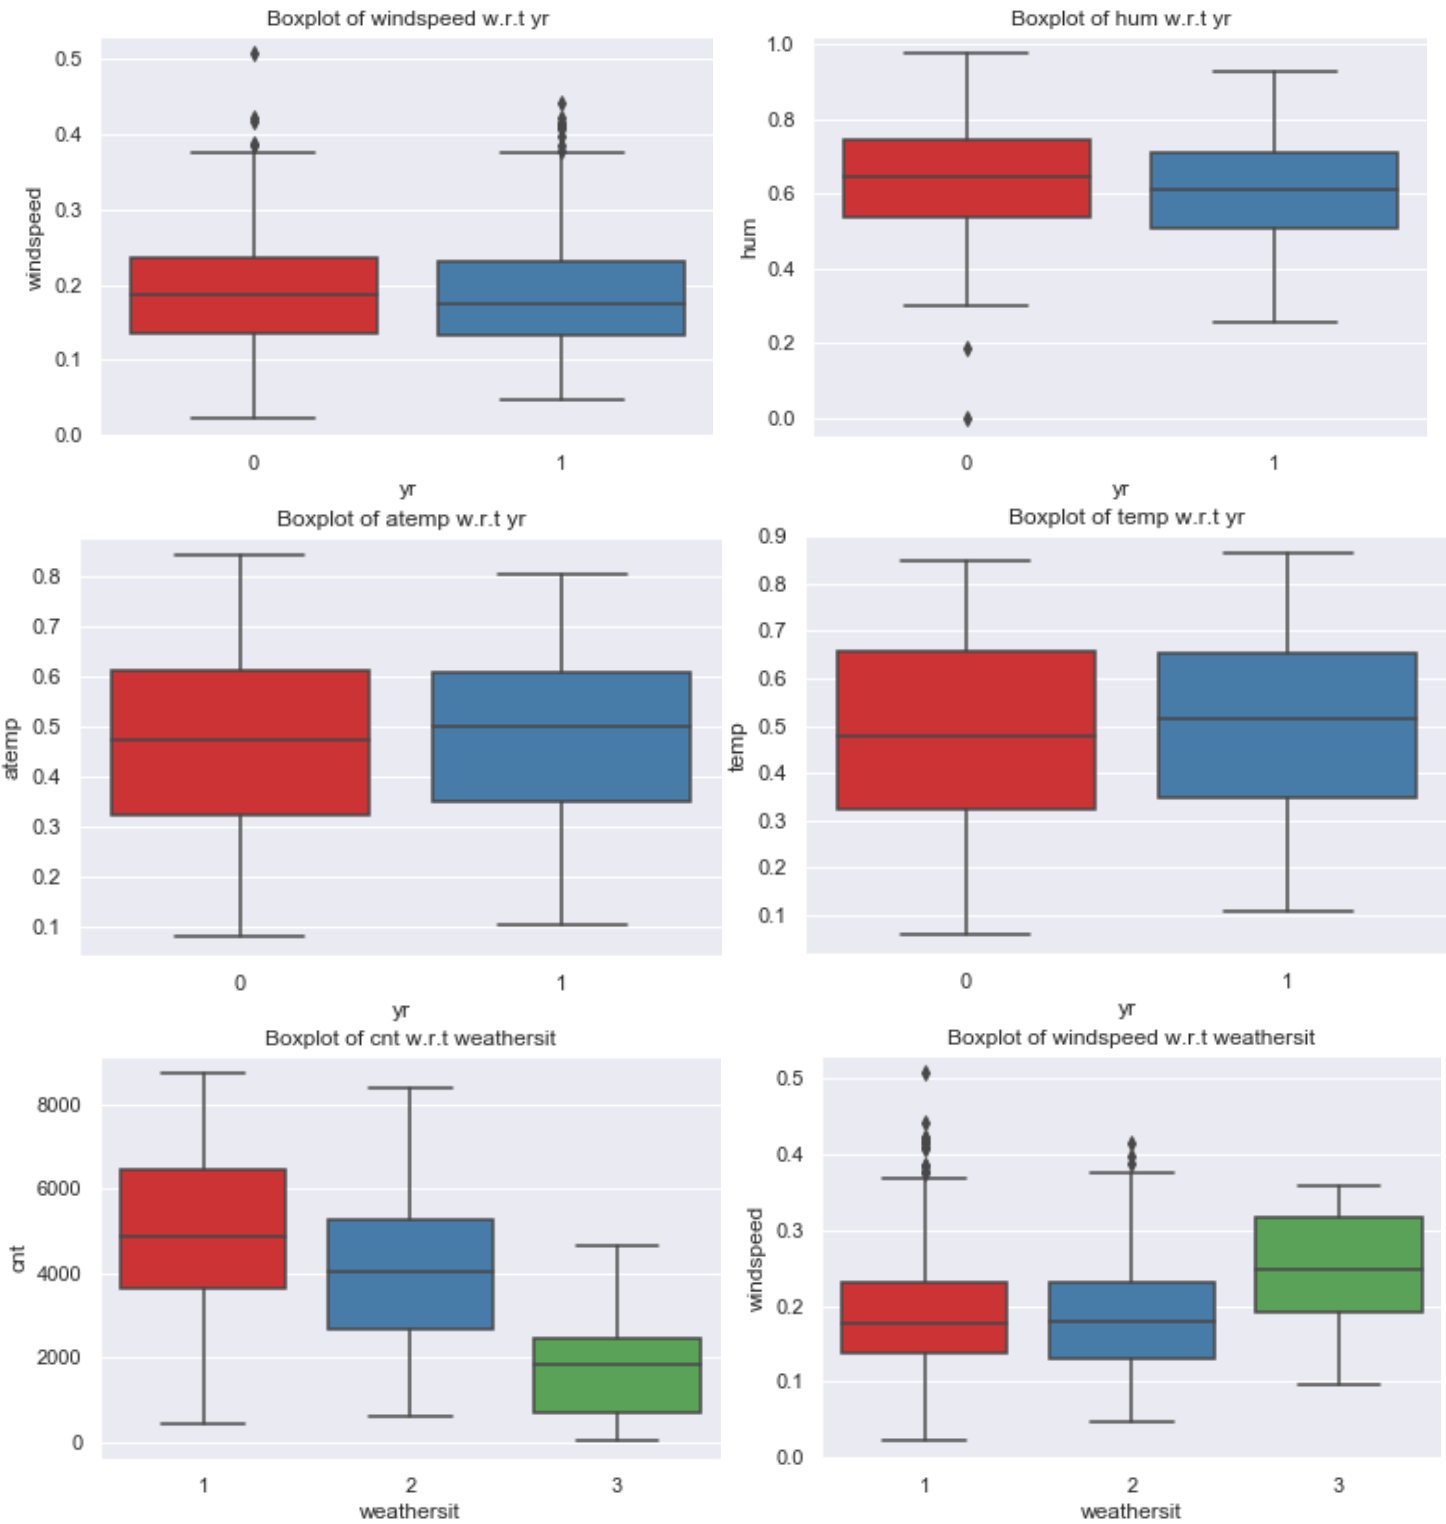 Boxplot of windspeed w.r.t yr
0.5
0.4
0.3
0.2
0.1
0.0
windspeed
0 1
yr
Boxplot of hum w.r.t yr
1.0
0.8
0.6
0.4
0.2
0.0
hum
0 1
yr
Boxplot of atemp w.r.t yr
0.8
0.7
0.6
0.5
0.4
0.3
0.2
0.1
atemp
0 1
yr
Boxplot of temp w.r.t yr
0.9
0.8
0.7
0.6
0.5
0.4
0.3
0.2
0.1
temp
0 1
yr
Boxplot of cnt w.r.t weathersit
8000
6000
4000
2000
0
cnt
1 2 3
weathersit
Boxplot of windspeed w.r.t weathersit
0.5
0.4
0.3
0.2
0.1
0.0
windspeed
1 2 3
weathersit